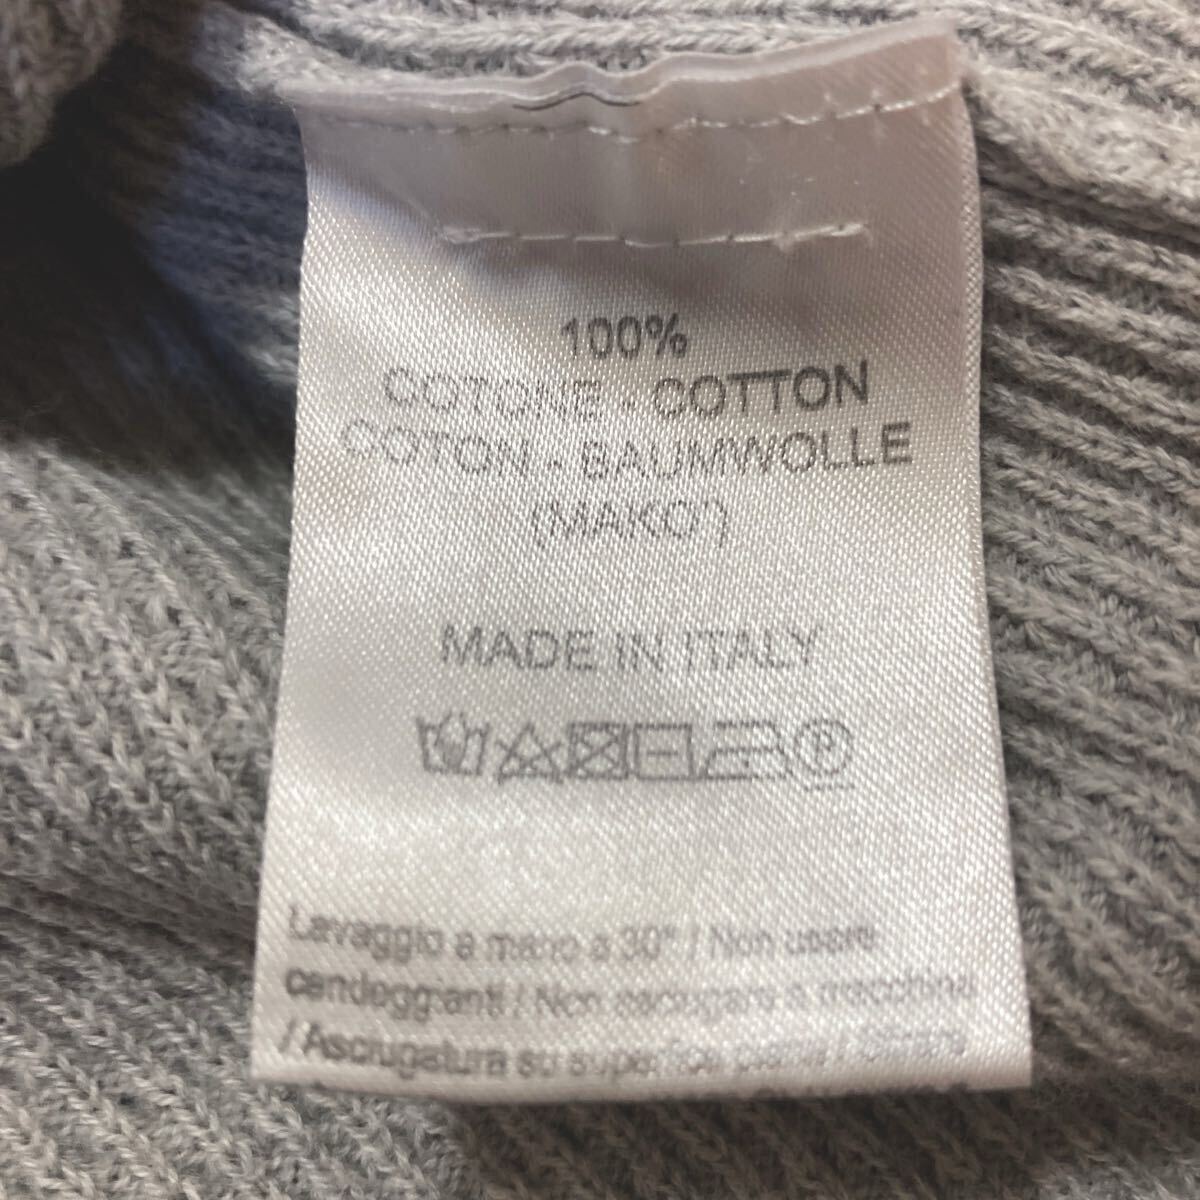 100%
COTONE - COTTON
COTON - BAUMWOLLE
(MAKO')
MADE IN ITALY
P
Lavaggio a mano a 30° / Non usare
candeggianti / Non asciugare a macchina
/ Asciugatura su superficie piana /